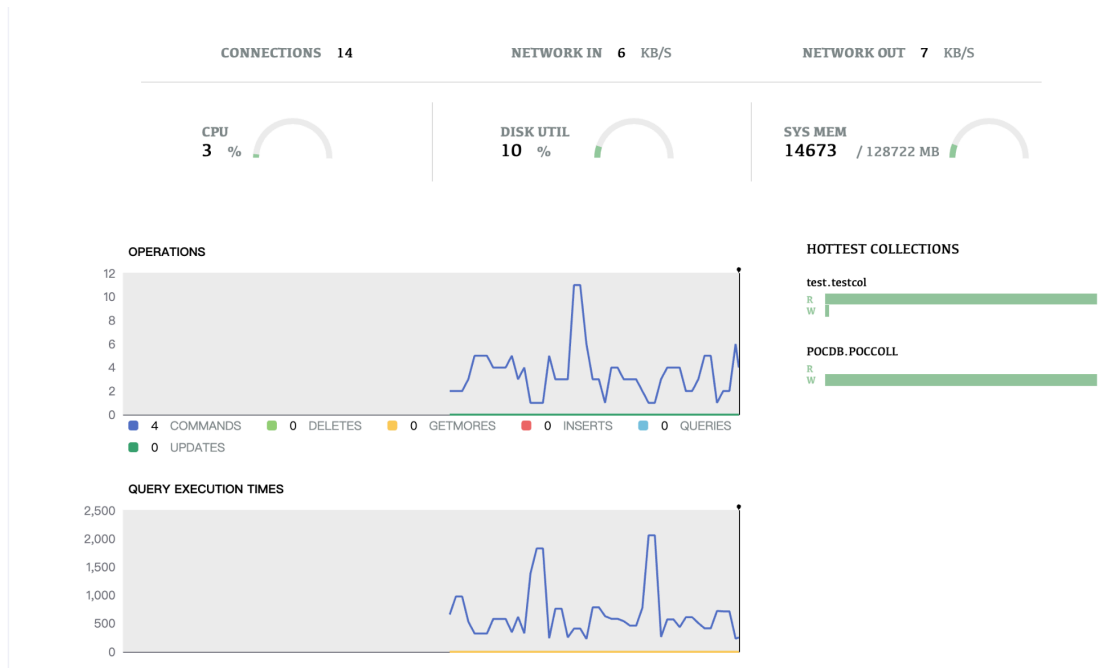 CONNECTIONS 14 NETWORK IN 6 KB/S NETWORK OUT 7 KB/S
CPU
3 %
DISK UTIL
10 %
SYS MEM
14673 / 128722 MB
OPERATIONS
12
10
8
6
4
2
0
4 COMMANDS 0 DELETES 0 GETMORES 0 INSERTS 0 QUERIES
0 UPDATES
HOTTEST COLLECTIONS
test.testcol
R
W
POCDB.POCCOLL
R
W
QUERY EXECUTION TIMES
2,500
2,000
1,500
1,000
500
0